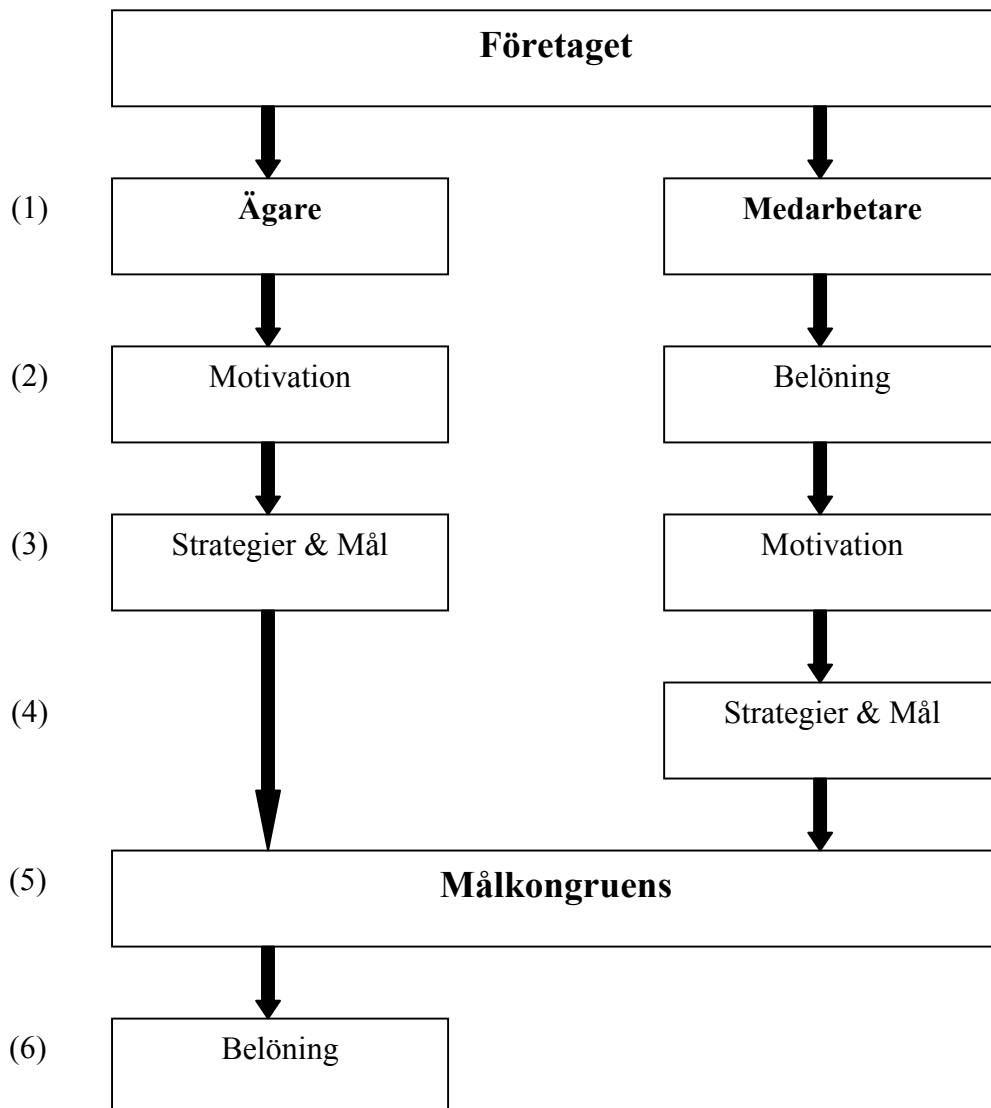 Företaget
(1) Ägare Medarbetare
(2) Motivation Belöning
(3) Strategier & Mål Motivation
(4) Strategier & Mål
(5) Målkongruens
(6) Belöning